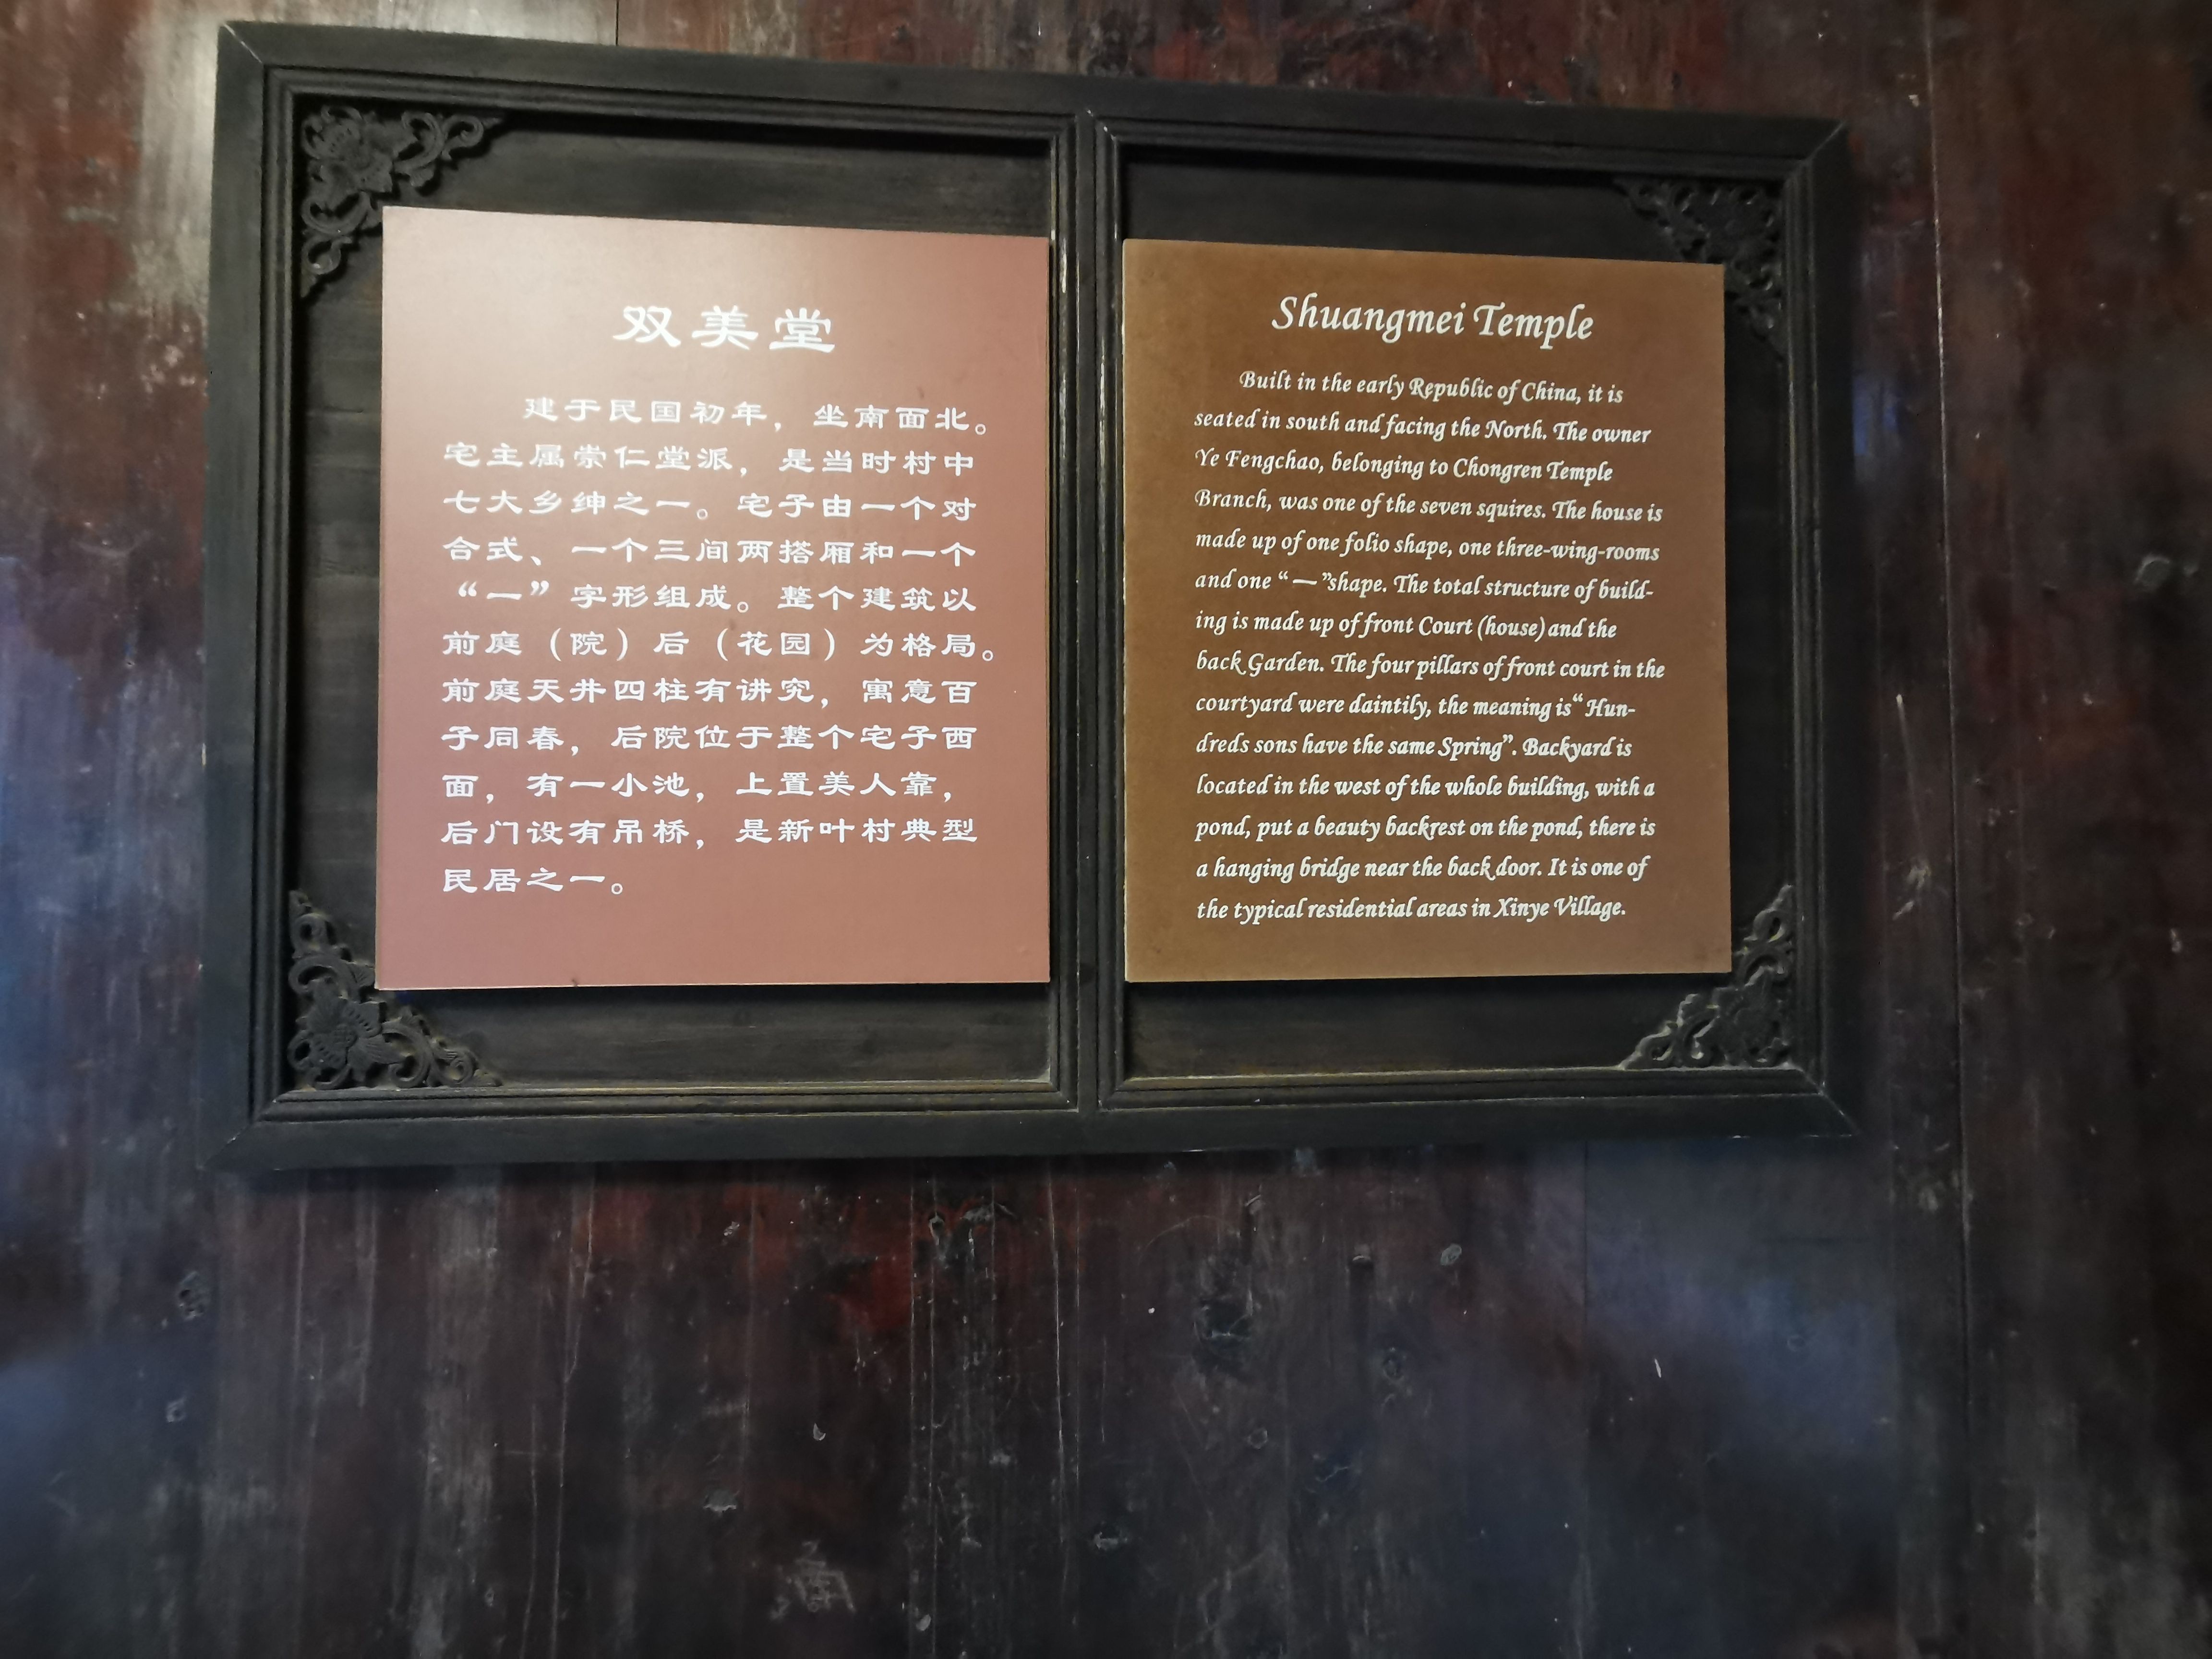 双美堂
建于民国初年，坐南面北。
宅主属崇仁堂派，是当时村中
七大乡绅之一。宅子由一个对
合式、一个三间两搭厢和一个
“一”字形组成。整个建筑以
前庭（院）后（花园）为格局。
前庭天井四柱有讲究，寓意百
子同春，后院位于整个宅子西
面，有一小池，上置美人靠，
后门设有吊桥，是新叶村典型
民居之一。
Shuangmei Temple
Built in the early Republic of China, it is
seated in south and facing the North. The owner
Ye Fengchao, belonging to Chongren Temple
Branch, was one of the seven squires. The house is
made up of one folio shape, one three-wing-rooms
and one “一”shape. The total structure of build-
ing is made up of front Court (house) and the
back Garden. The four pillars of front court in the
courtyard were daintily, the meaning is“ Hun-
dreds sons have the same Spring”. Backyard is
located in the west of the whole building, with a
pond, put a beauty backrest on the pond, there is
a hanging bridge near the back door. It is one of
the typical residential areas in Xinye Village.